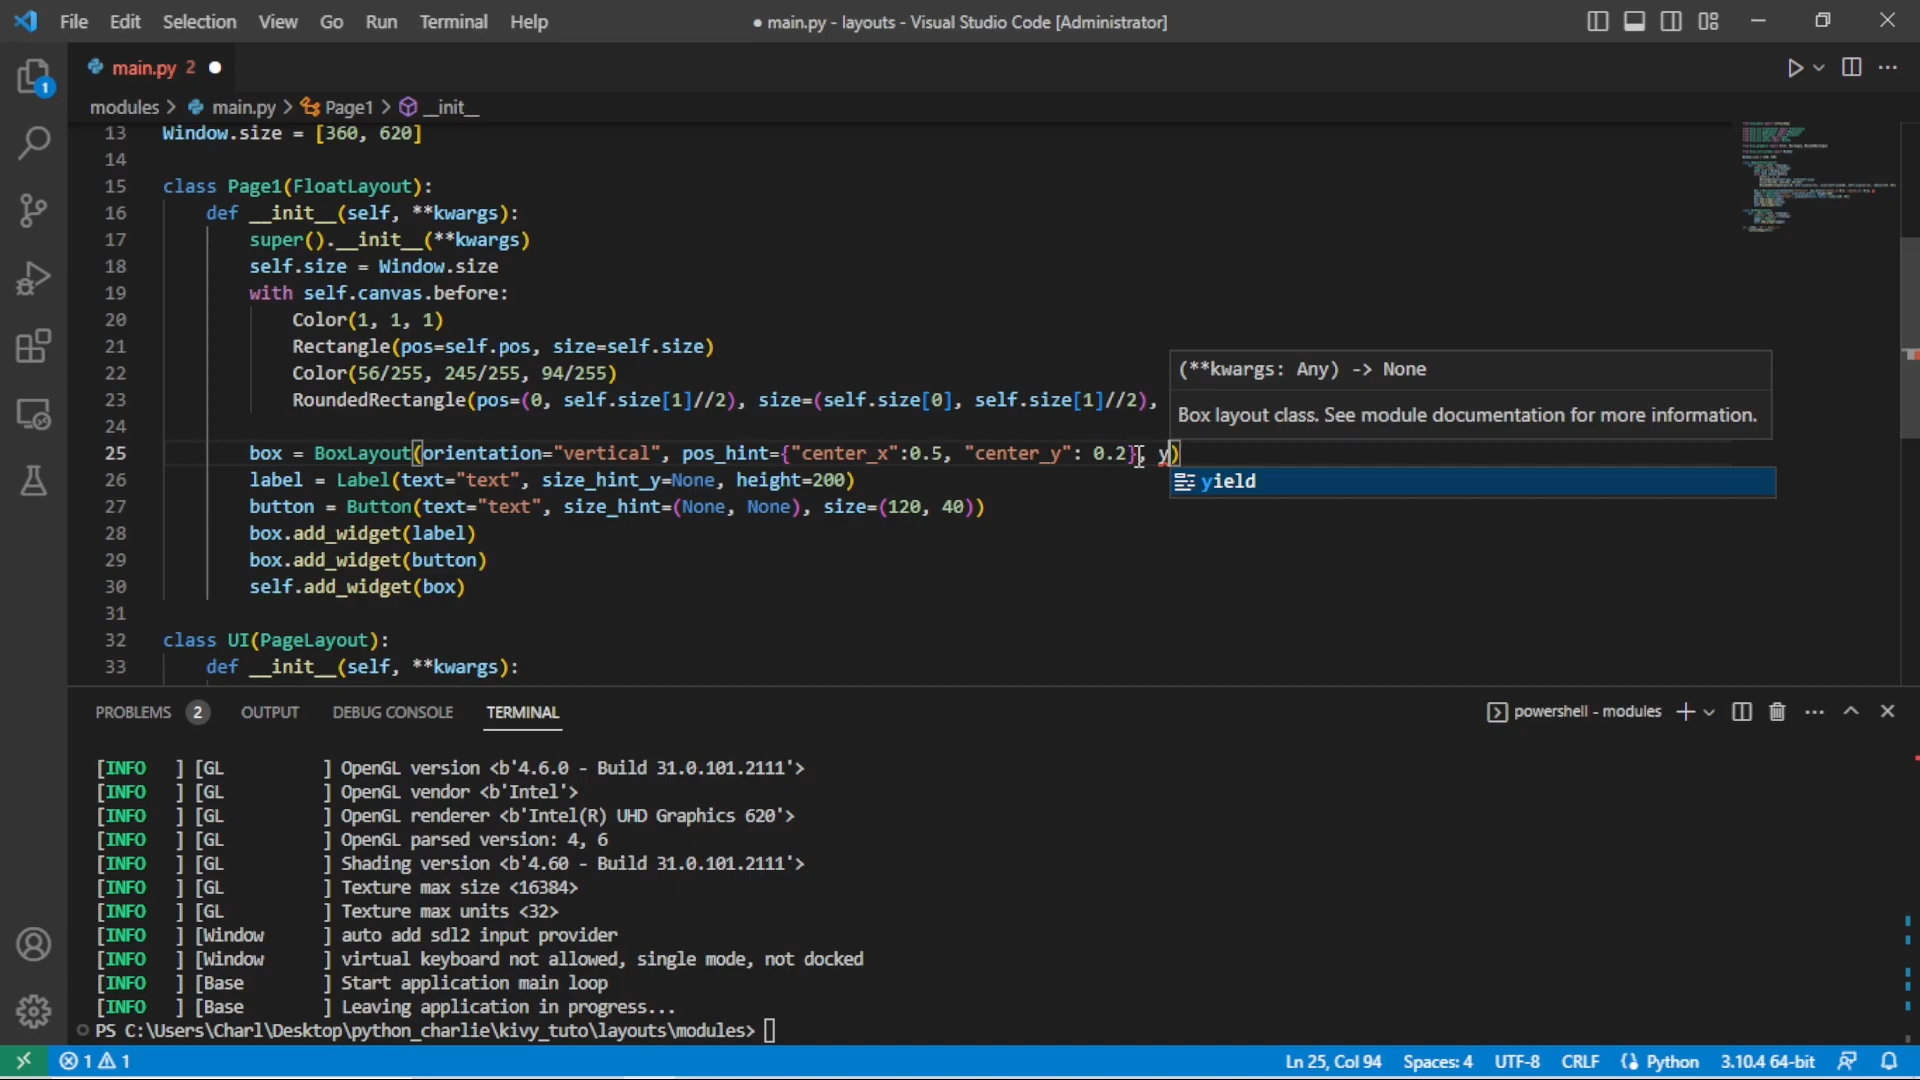 File Edit Selection View Go Run Terminal Help ● main.py - layouts - Visual Studio Code [Administrator]
main.py 2 ●
modules > main.py > Page1 > __init__
13 Window.size = [360, 620]
14
15 class Page1(FloatLayout):
16 def __init__(self, **kwargs):
17 super().__init__(**kwargs)
18 self.size = Window.size
19 with self.canvas.before:
20 Color(1, 1, 1)
21 Rectangle(pos=self.pos, size=self.size)
22 Color(56/255, 245/255, 94/255)
23 RoundedRectangle(pos=(0, self.size[1]//2), size=(self.size[0], self.size[1]//2),
24
25 box = BoxLayout(orientation="vertical", pos_hint={"center_x":0.5, "center_y": 0.2}, y)
26 label = Label(text="text", size_hint_y=None, height=200)
27 button = Button(text="text", size_hint=(None, None), size=(120, 40))
28 box.add_widget(label)
29 box.add_widget(button)
30 self.add_widget(box)
31
32 class UI(PageLayout):
33 def __init__(self, **kwargs):
(**kwargs: Any) -> None
Box layout class. See module documentation for more information.
yield
1
PROBLEMS 2 OUTPUT DEBUG CONSOLE TERMINAL powershell - modules
[INFO   ] [GL          ] OpenGL version <b'4.6.0 - Build 31.0.101.2111'>
[INFO   ] [GL          ] OpenGL vendor <b'Intel'>
[INFO   ] [GL          ] OpenGL renderer <b'Intel(R) UHD Graphics 620'>
[INFO   ] [GL          ] OpenGL parsed version: 4, 6
[INFO   ] [GL          ] Shading version <b'4.60 - Build 31.0.101.2111'>
[INFO   ] [GL          ] Texture max size <16384>
[INFO   ] [GL          ] Texture max units <32>
[INFO   ] [Window      ] auto add sdl2 input provider
[INFO   ] [Window      ] virtual keyboard not allowed, single mode, not docked
[INFO   ] [Base        ] Start application main loop
[INFO   ] [Base        ] Leaving application in progress...
PS C:\Users\Charl\Desktop\python_charlie\kivy_tuto\layouts\modules>
1 1 Ln 25, Col 94 Spaces: 4 UTF-8 CRLF Python 3.10.4 64-bit